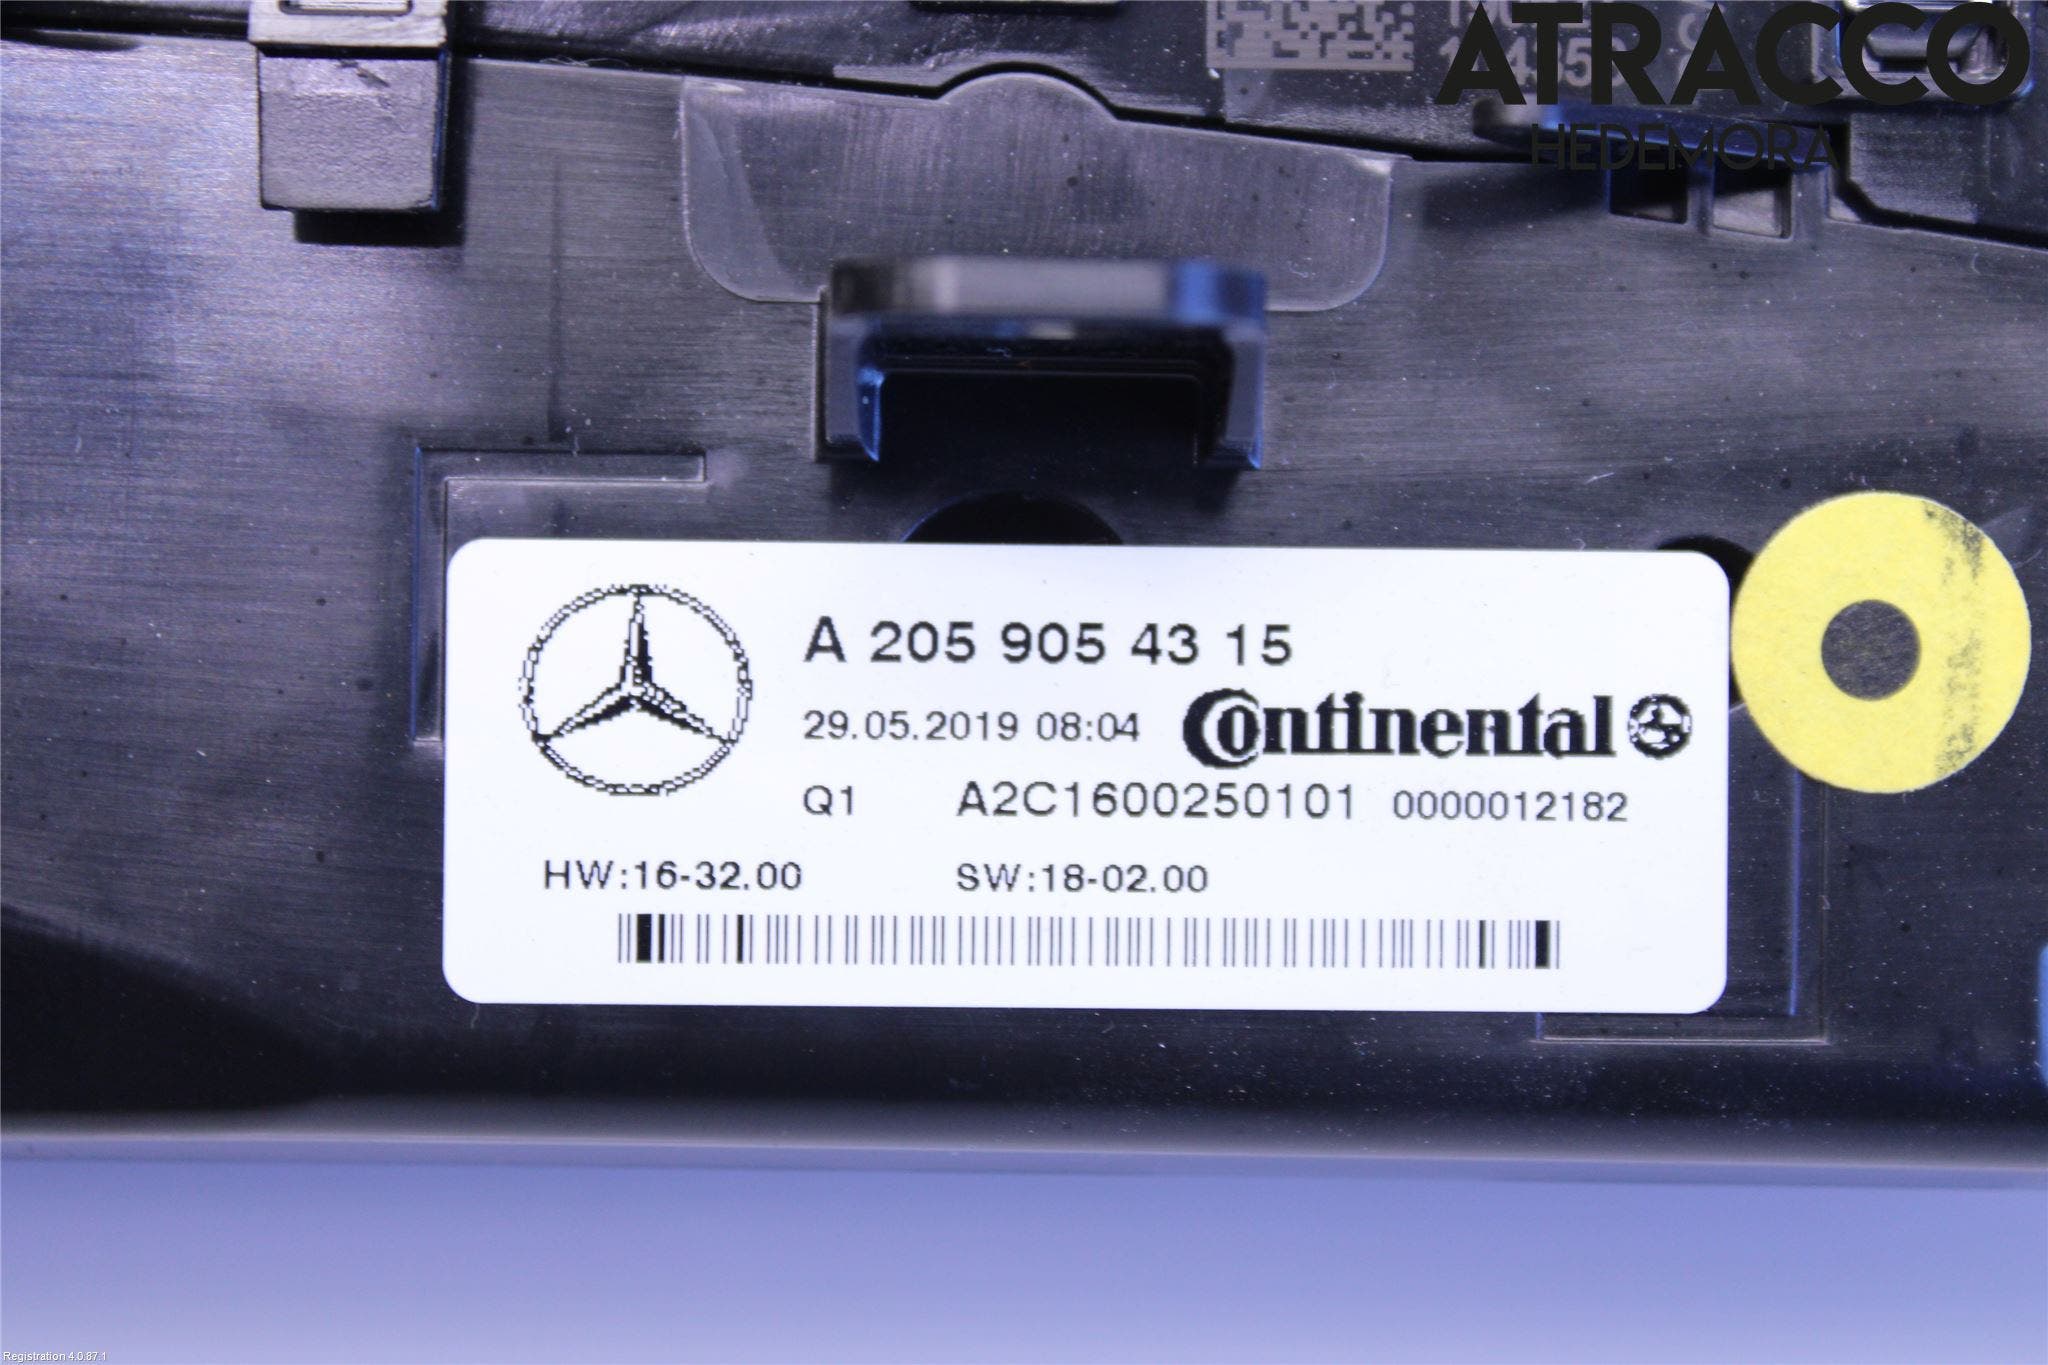 ATRACCO
HEDEMORA
A 205 905 43 15
29.05.2019 08:04 Continental
Q1 A2C1600250101 0000012182
HW:16-32.00 SW:18-02.00
Registration 4.0.87.1